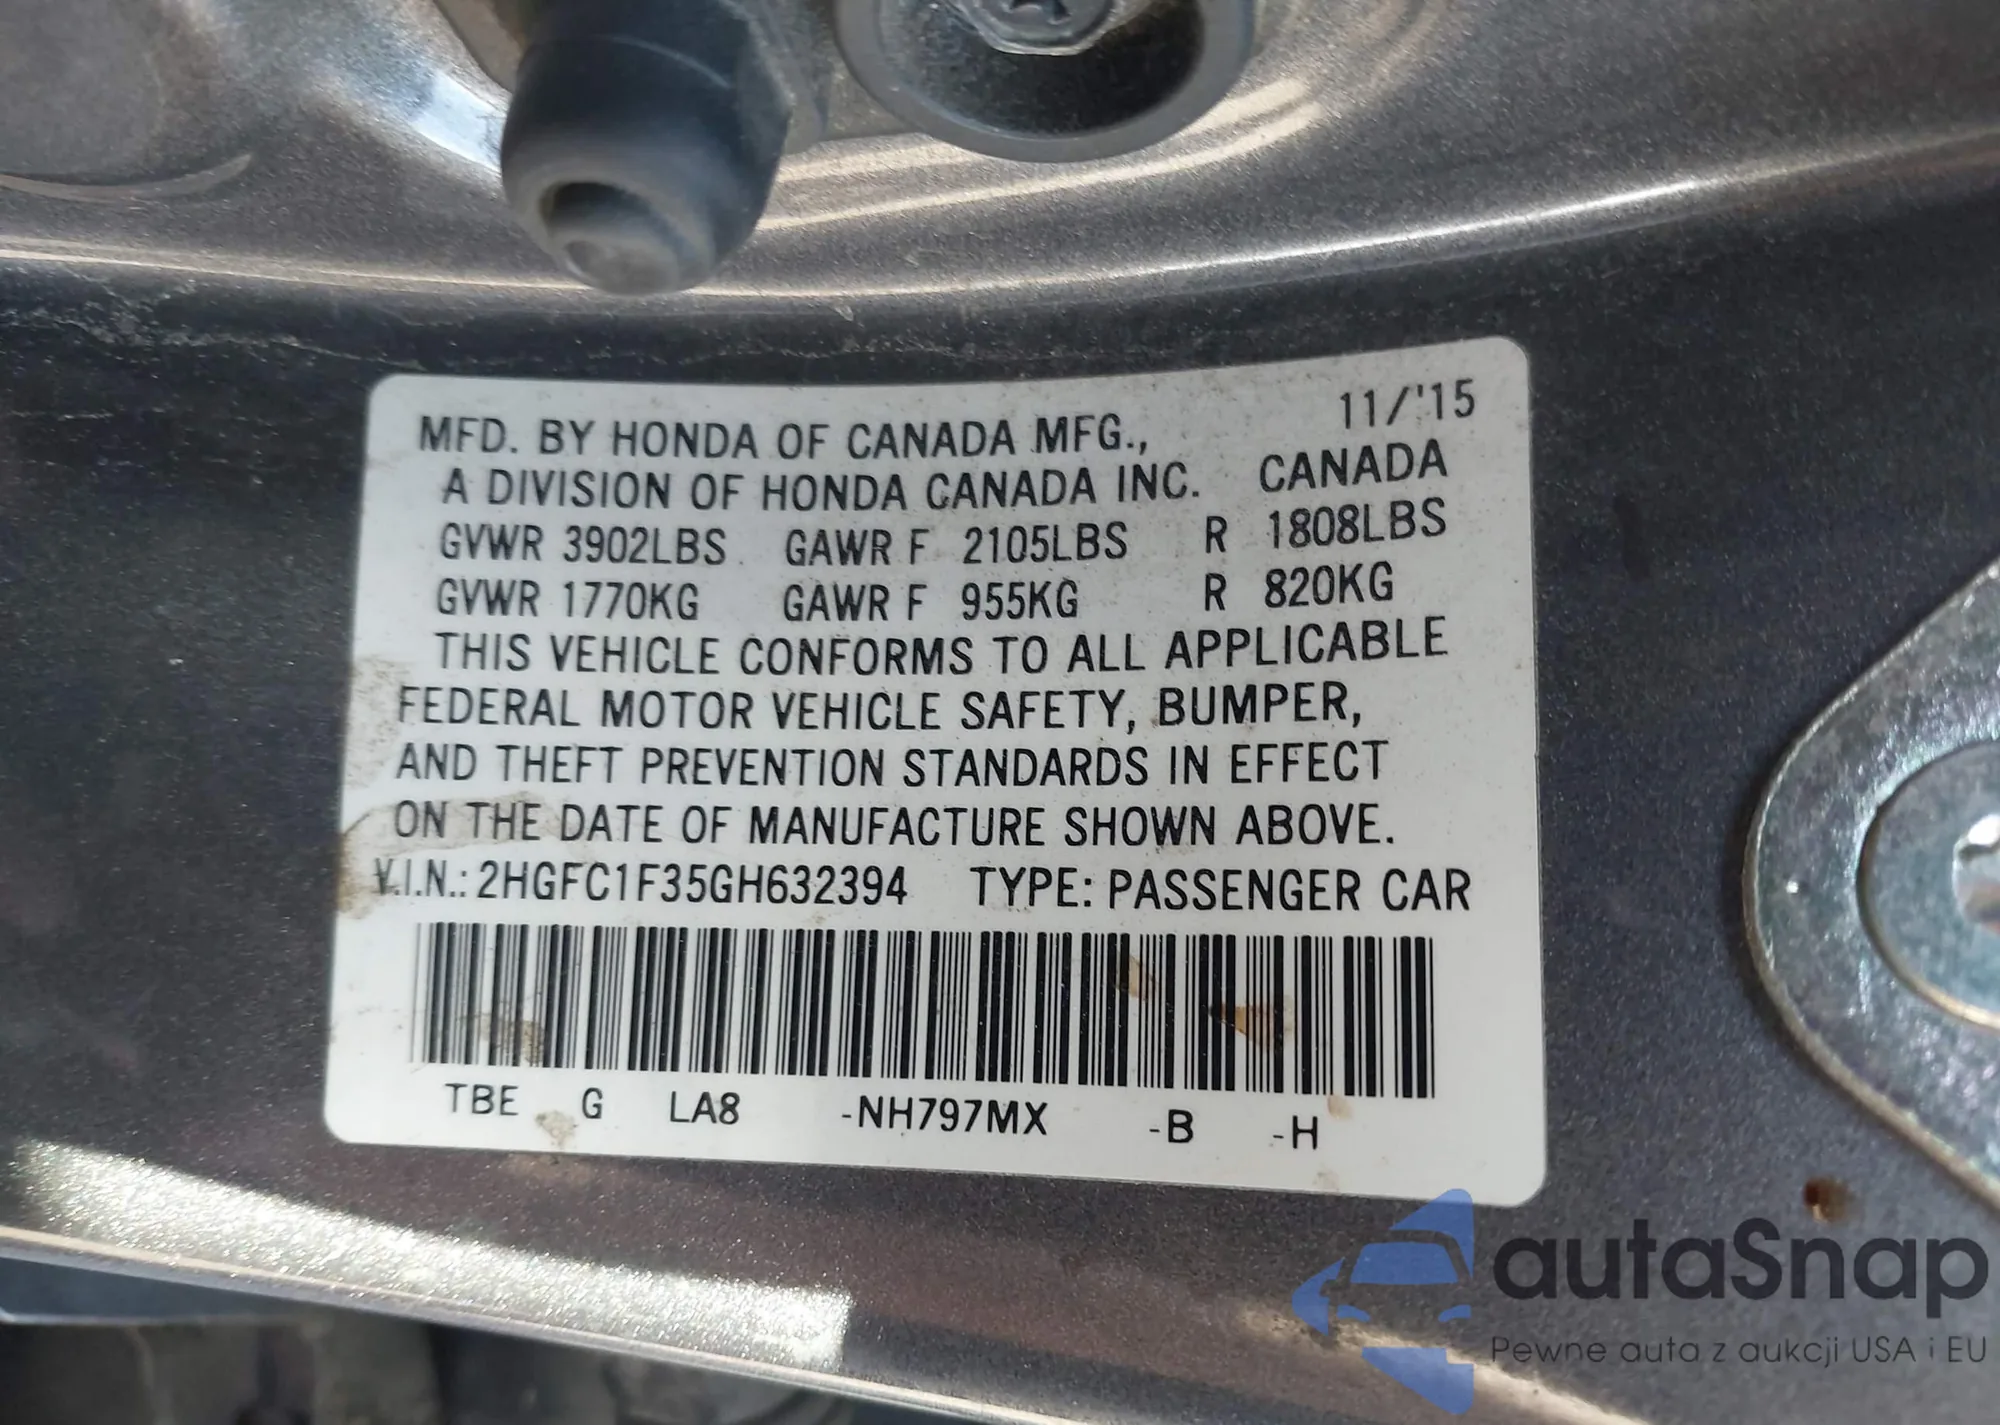 11/'15
MFD. BY HONDA OF CANADA MFG.,
A DIVISION OF HONDA CANADA INC. CANADA
GVWR 3902LBS GAWR F 2105LBS R 1808LBS
GVWR 1770KG GAWR F 955KG R 820KG
THIS VEHICLE CONFORMS TO ALL APPLICABLE
FEDERAL MOTOR VEHICLE SAFETY, BUMPER,
AND THEFT PREVENTION STANDARDS IN EFFECT
ON THE DATE OF MANUFACTURE SHOWN ABOVE.
V.I.N.: 2HGFC1F35GH632394 TYPE: PASSENGER CAR
TBE G LA8 -NH797MX -B -H
autaSnap
Pewne auta z aukcji USA i EU